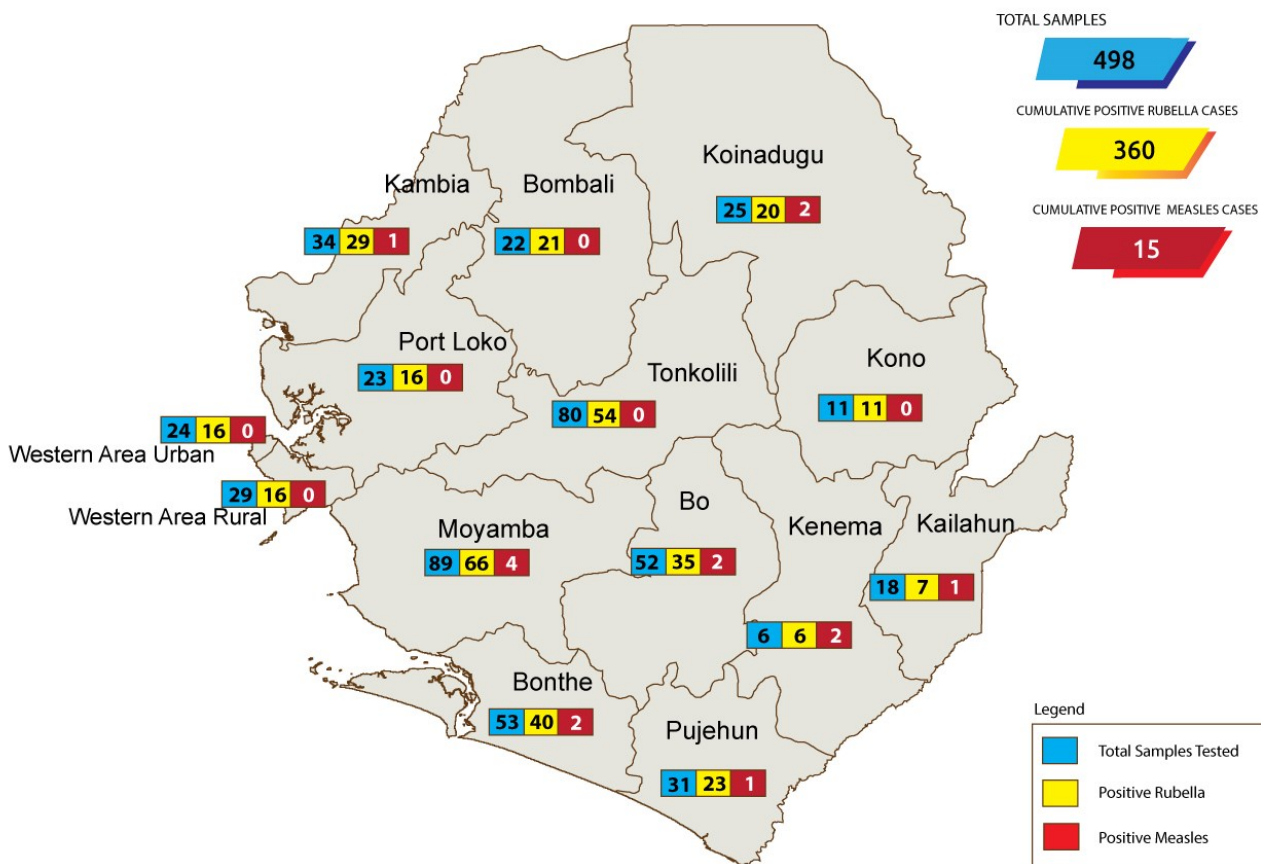 TOTAL SAMPLES
498
CUMULATIVE POSITIVE RUBELLA CASES
360
CUMULATIVE POSITIVE MEASLES CASES
15
Koinadugu
25 20 2
Kambia
34 29 1
Bombali
22 21 0
Port Loko
23 16 0
Tonkolili
80 54 0
Kono
11 11 0
24 16 0
Western Area Urban
29 16 0
Western Area Rural
Moyamba
89 66 4
Bo
52 35 2
Kenema
6 6 2
Kailahun
18 7 1
Bonthe
53 40 2
Pujehun
31 23 1
Legend
Total Samples Tested
Positive Rubella
Positive Measles